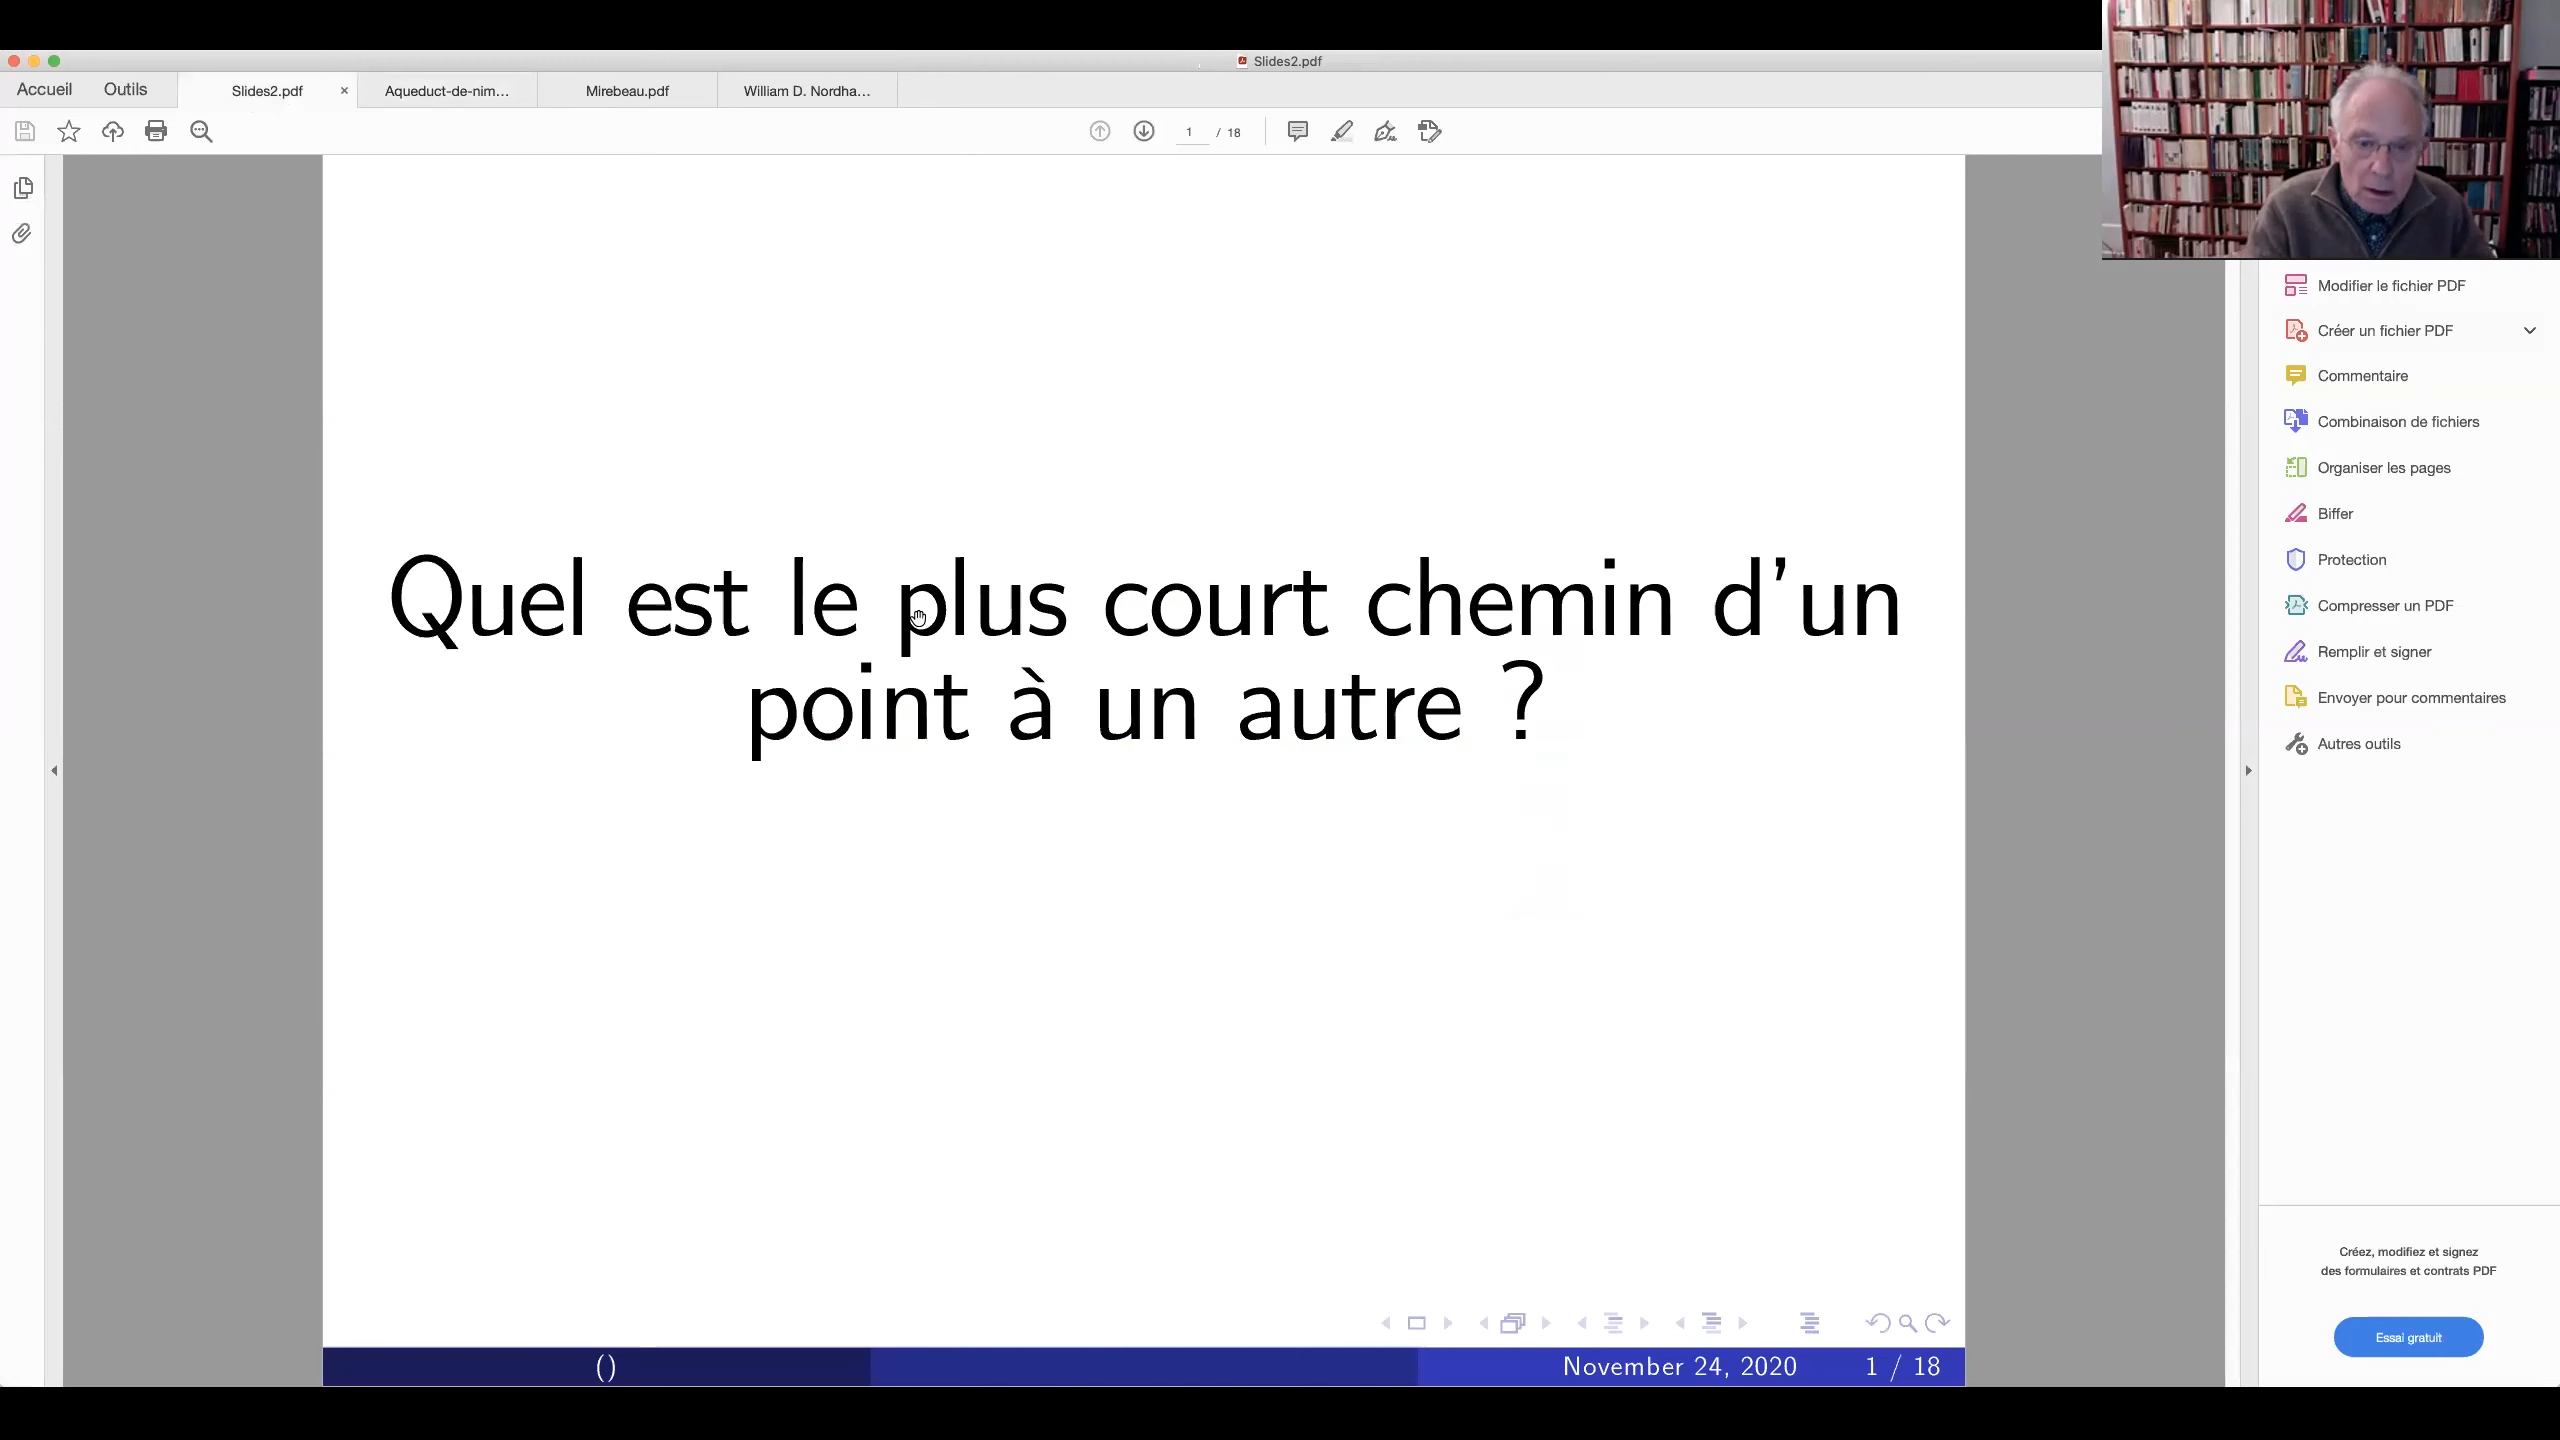 Slides2.pdf
Accueil
Outils
Slides2.pdf
×
Aqueduct-de-nim...
Mirebeau.pdf
William D. Nordha...
1 / 18
Modifier le fichier PDF
Créer un fichier PDF
Commentaire
Combinaison de fichiers
Organiser les pages
Biffer
Protection
Compresser un PDF
Remplir et signer
Envoyer pour commentaires
Autres outils
Quel est le plus court chemin d'un
point à un autre ?
Créez, modifiez et signez
des formulaires et contrats PDF
Essai gratuit
() November 24, 2020 1 / 18